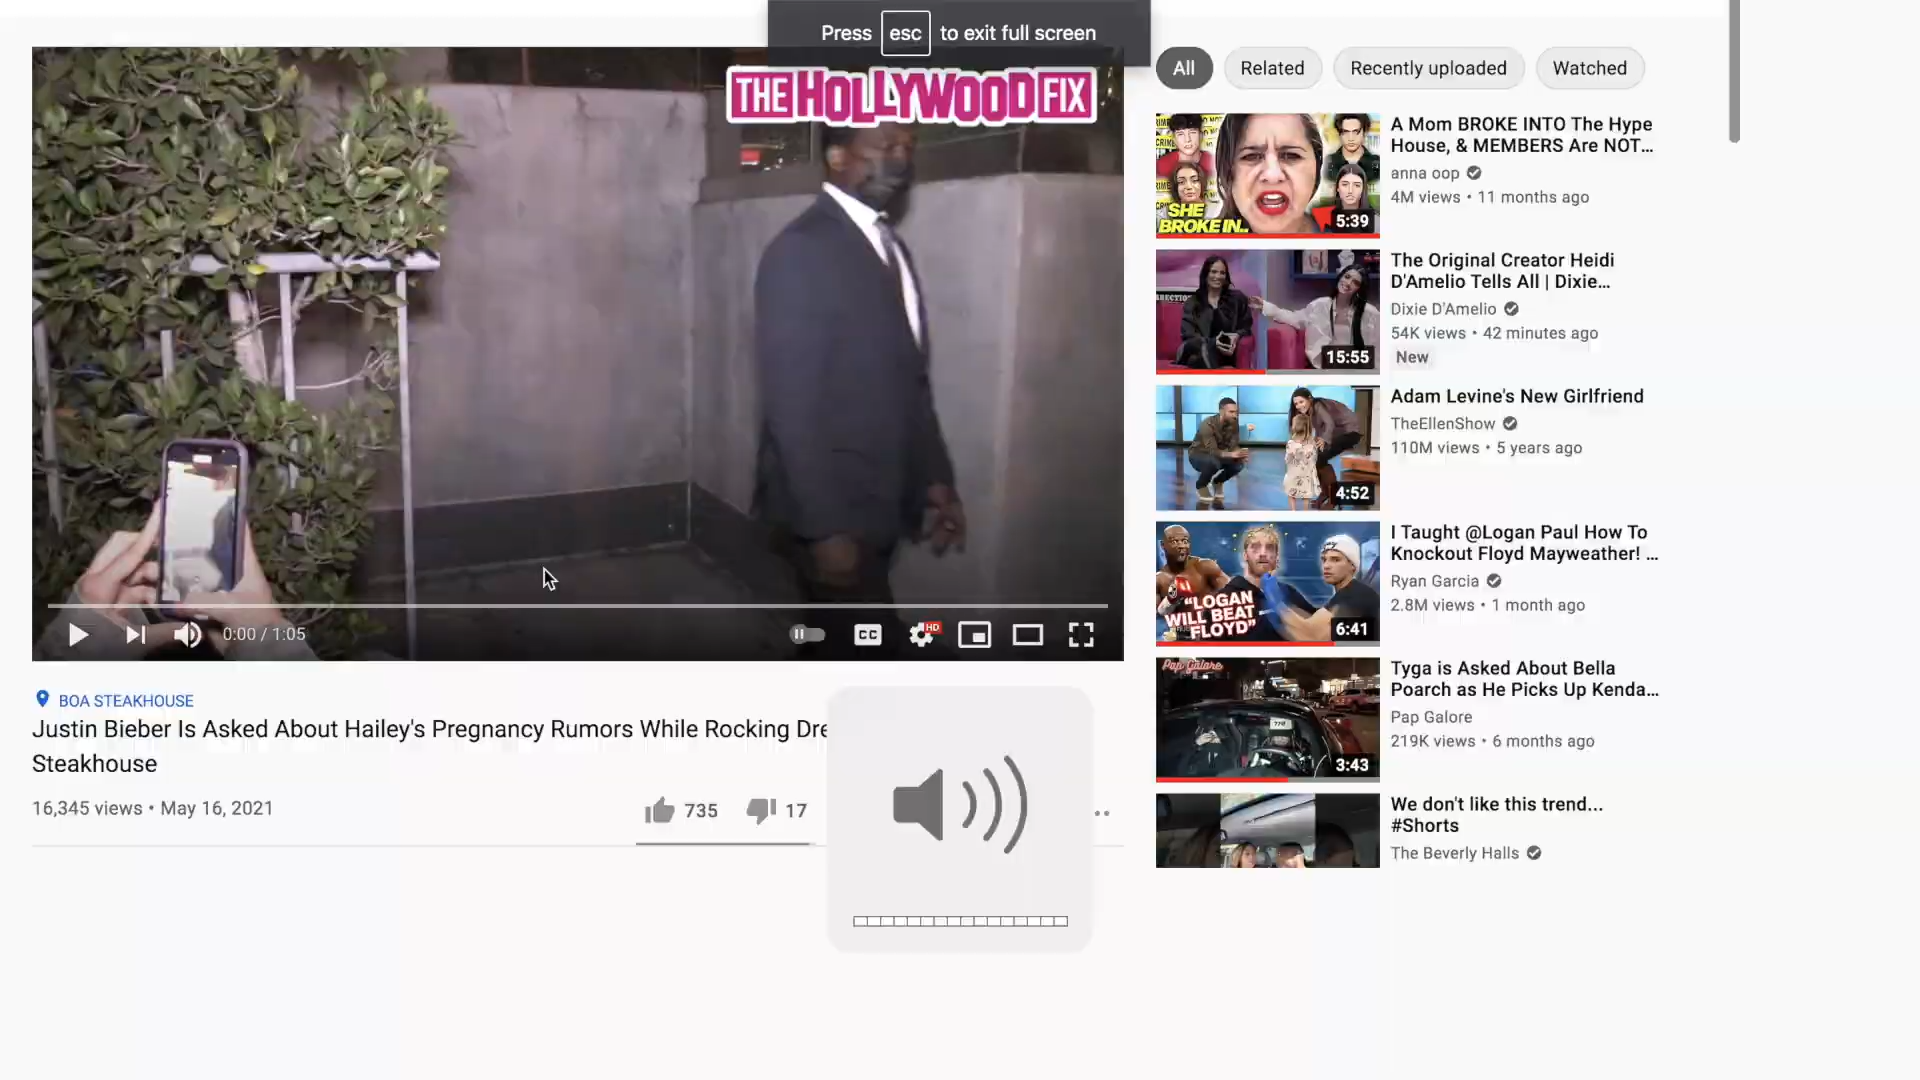 Press esc to exit full screen
THE HOLLYWOOD FIX
0:00 / 1:05
CC
HD
BOA STEAKHOUSE
Justin Bieber Is Asked About Hailey's Pregnancy Rumors While Rocking Dre
Steakhouse
16,345 views • May 16, 2021
735
17
All
Related
Recently uploaded
Watched
SHE
BROKE IN..
5:39
A Mom BROKE INTO The Hype
House, & MEMBERS Are NOT...
anna oop
4M views • 11 months ago
15:55
The Original Creator Heidi
D'Amelio Tells All | Dixie...
Dixie D'Amelio
54K views • 42 minutes ago
New
4:52
Adam Levine's New Girlfriend
TheEllenShow
110M views • 5 years ago
"LOGAN
WILL BEAT
FLOYD"
6:41
I Taught @Logan Paul How To
Knockout Floyd Mayweather! ...
Ryan Garcia
2.8M views • 1 month ago
Pap Galore
3:43
Tyga is Asked About Bella
Poarch as He Picks Up Kenda...
Pap Galore
219K views • 6 months ago
We don't like this trend...
#Shorts
The Beverly Halls